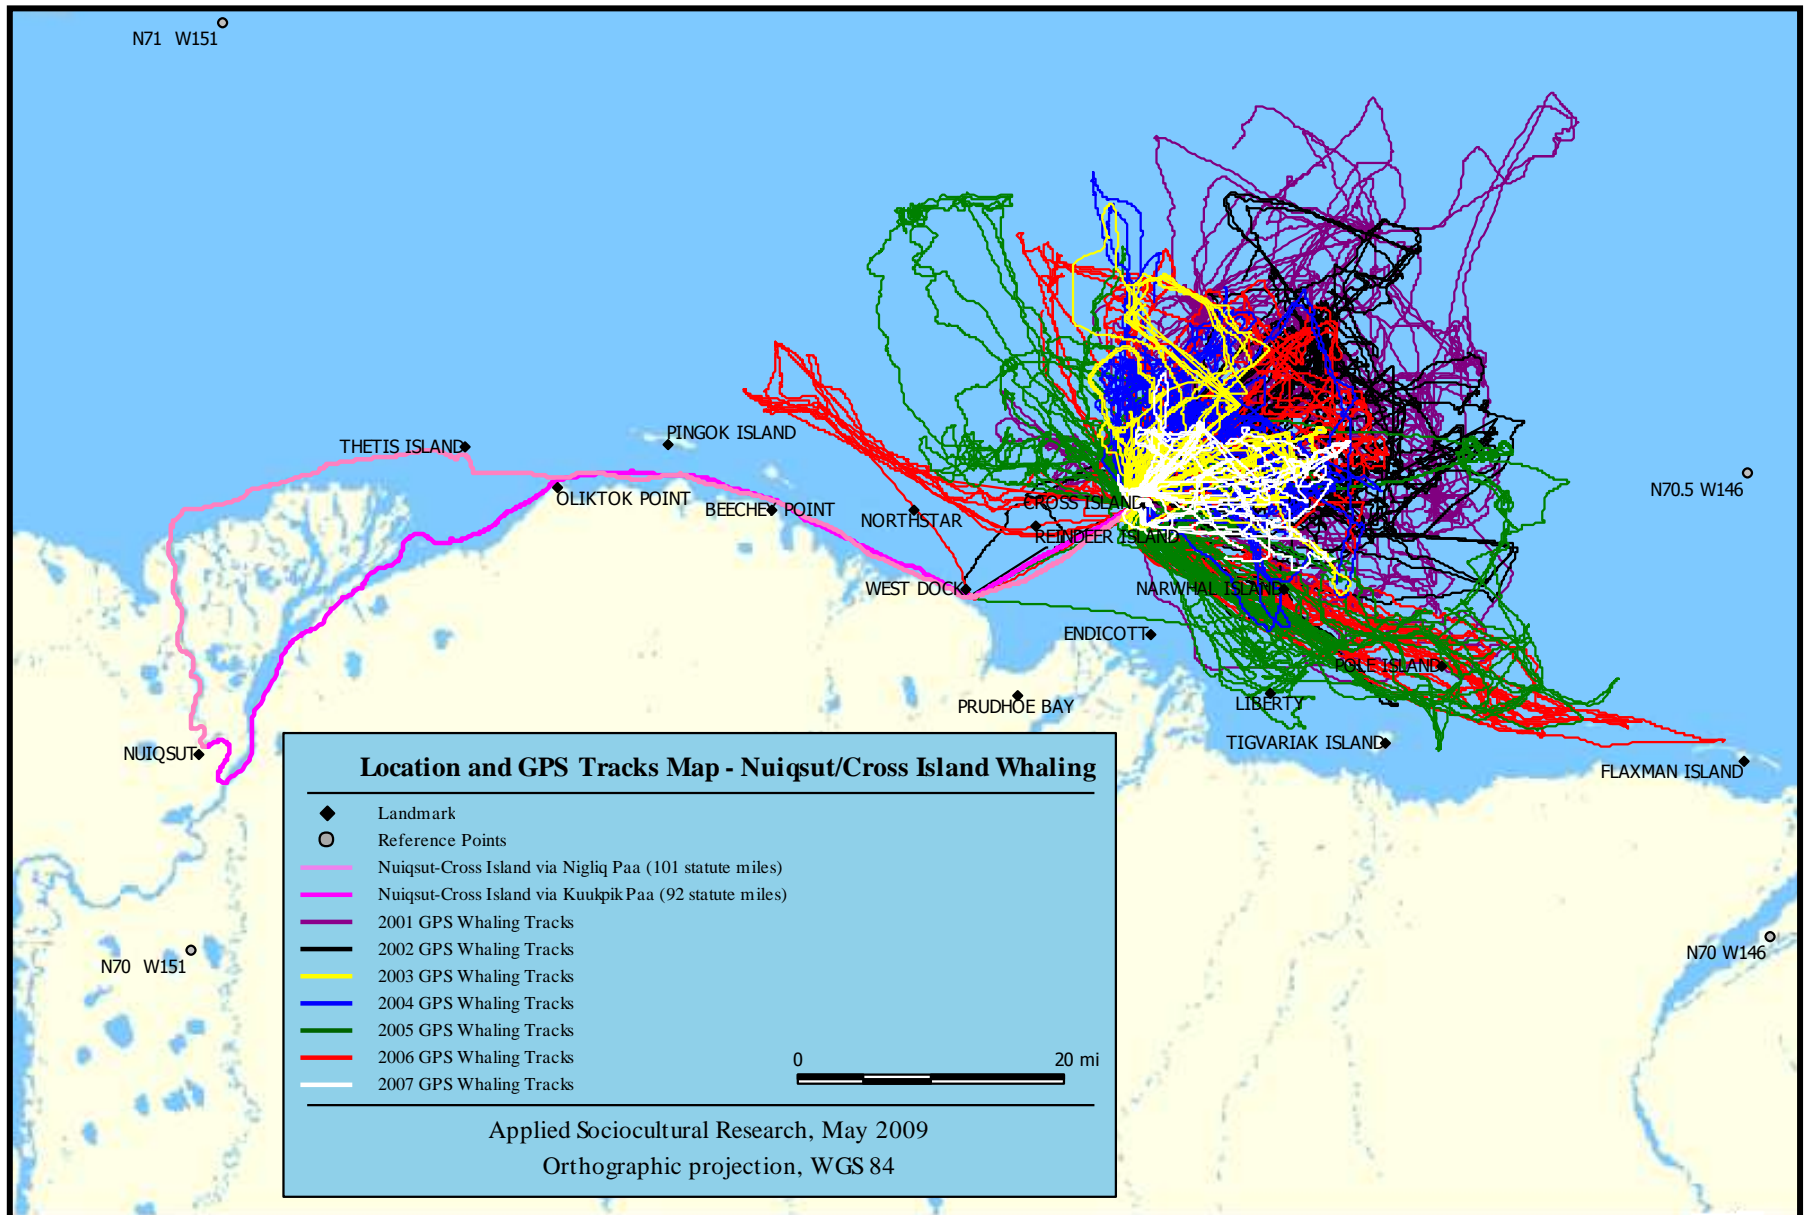 N71 W151
THETIS ISLAND
PINGOK ISLAND
OLIKTOK POINT
BEECHEY POINT
NORTHSTAR
CROSS ISLAND
REINDEER ISLAND
N70.5 W146
WEST DOCK
NARWHAL ISLAND
ENDICOTT
POLE ISLAND
PRUDHOE BAY
LIBERTY
NUIQSUT
TIGVARIAK ISLAND
FLAXMAN ISLAND
N70 W151
N70 W146
Location and GPS Tracks Map - Nuiqsut/Cross Island Whaling
Landmark
Reference Points
Nuiqsut-Cross Island via Nigliq Paa (101 statute miles)
Nuiqsut-Cross Island via Kuukpik Paa (92 statute miles)
2001 GPS Whaling Tracks
2002 GPS Whaling Tracks
2003 GPS Whaling Tracks
2004 GPS Whaling Tracks
2005 GPS Whaling Tracks
2006 GPS Whaling Tracks
2007 GPS Whaling Tracks
0 20 mi
Applied Sociocultural Research, May 2009
Orthographic projection, WGS 84